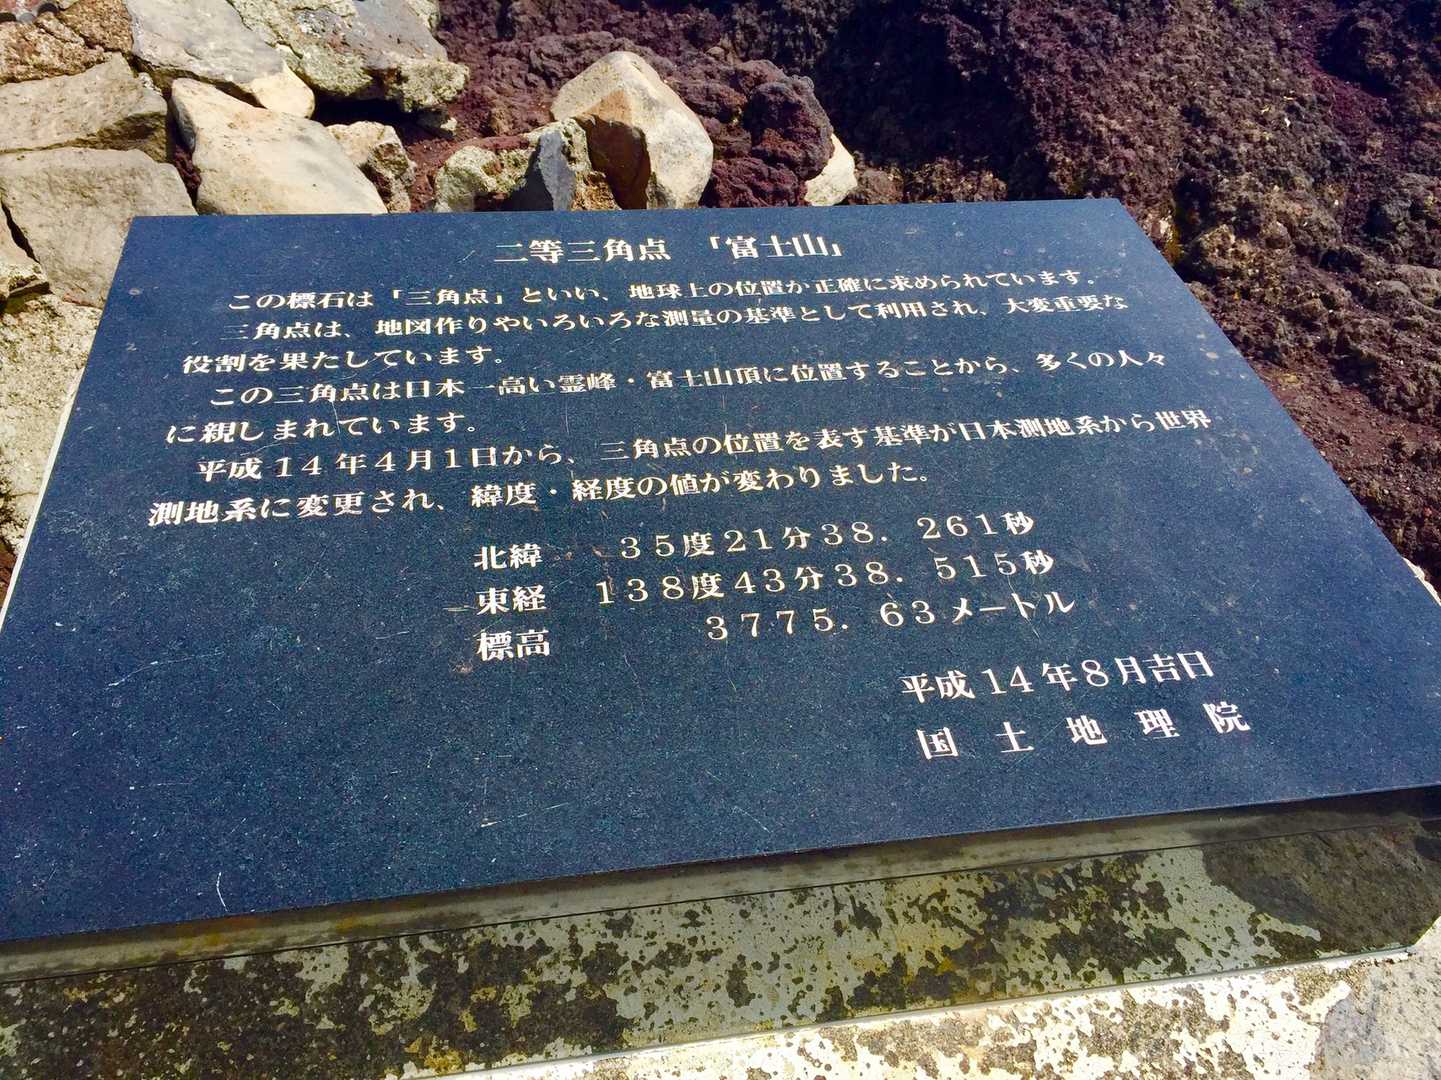 二等三角点　「富士山」
この標石は「三角点」といい、地球上の位置が正確に求められています。
三角点は、地図作りやいろいろな測量の基準として利用され、大変重要な
役割を果たしています。
この三角点は日本一高い霊峰・富士山頂に位置することから、多くの人々
に親しまれています。
平成１４年４月１日から、三角点の位置を表す基準が日本測地系から世界
測地系に変更され、緯度・経度の値が変わりました。
北緯　　３５度２１分３８．２６１秒
東経　１３８度４３分３８．５１５秒
標高　　　　３７７５．６３メートル
平成１４年８月吉日
国土地理院